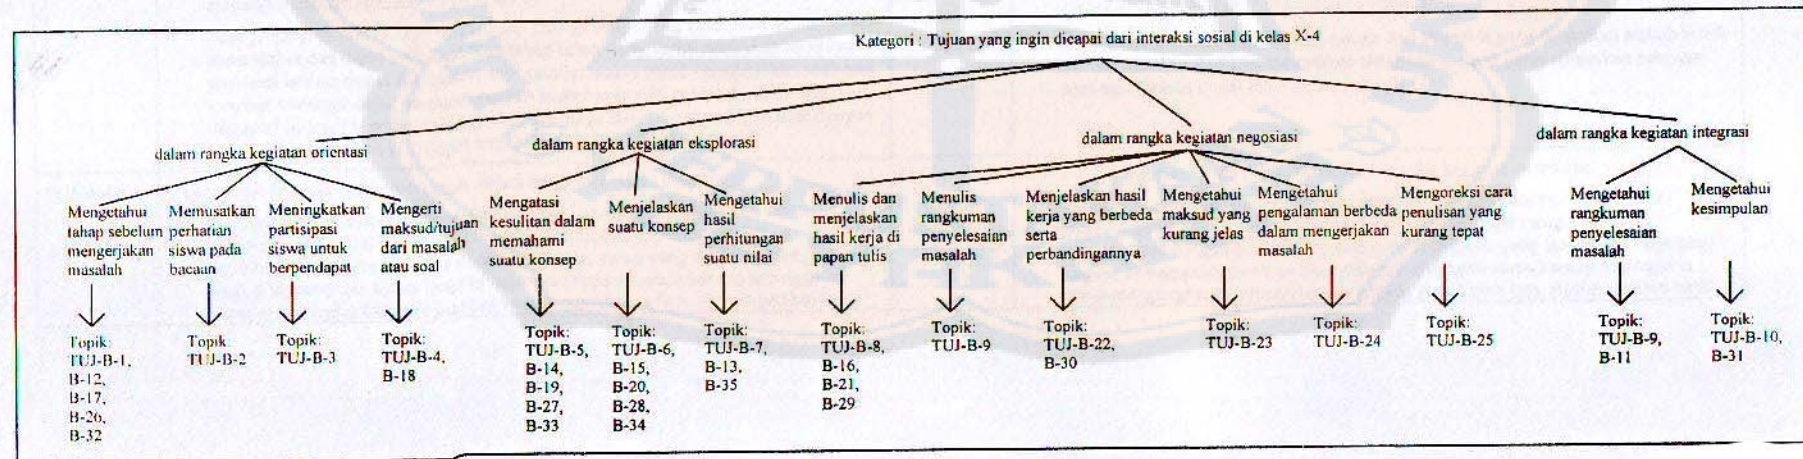 Kategori : Tujuan yang ingin dicapai dari interaksi sosial di kelas X-4
dalam rangka kegiatan orientasi
Mengetahui
tahap sebelum
mengerjakan
masalah
Topik:
TUJ-B-1,
B-12,
B-17,
B-26,
B-32
Memusatkan
perhatian
siswa pada
bacaan
Topik
TUJ-B-2
Meningkatkan
partisipasi
siswa untuk
berpendapat
Topik:
TUJ-B-3
Mengerti
maksud/tujuan
dari masalah
atau soal
Topik:
TUJ-B-4,
B-18
dalam rangka kegiatan eksplorasi
Mengatasi
kesulitan dalam
memahami
suatu konsep
Topik:
TUJ-B-5,
B-14,
B-19,
B-27,
B-33
Menjelaskan
suatu konsep
Topik:
TUJ-B-6,
B-15,
B-20,
B-28,
B-34
Mengetahui
hasil
perhitungan
suatu nilai
Topik:
TUJ-B-7,
B-13,
B-35
dalam rangka kegiatan negosiasi
Menulis dan
menjelaskan
hasil kerja di
papan tulis
Topik:
TUJ-B-8,
B-16,
B-21,
B-29
Menulis
rangkuman
penyelesaian
masalah
Topik:
TUJ-B-9
Menjelaskan hasil
kerja yang berbeda
serta
perbandingannya
Topik:
TUJ-B-22,
B-30
Mengetahui
maksud yang
kurang jelas
Topik:
TUJ-B-23
Mengetahui
pengalaman berbeda
dalam mengerjakan
masalah
Topik:
TUJ-B-24
Mengoreksi cara
penulisan yang
kurang tepat
Topik:
TUJ-B-25
dalam rangka kegiatan integrasi
Mengetahui
rangkuman
penyelesaian
masalah
Topik:
TUJ-B-9,
B-11
Mengetahui
kesimpulan
Topik:
TUJ-B-10,
B-31